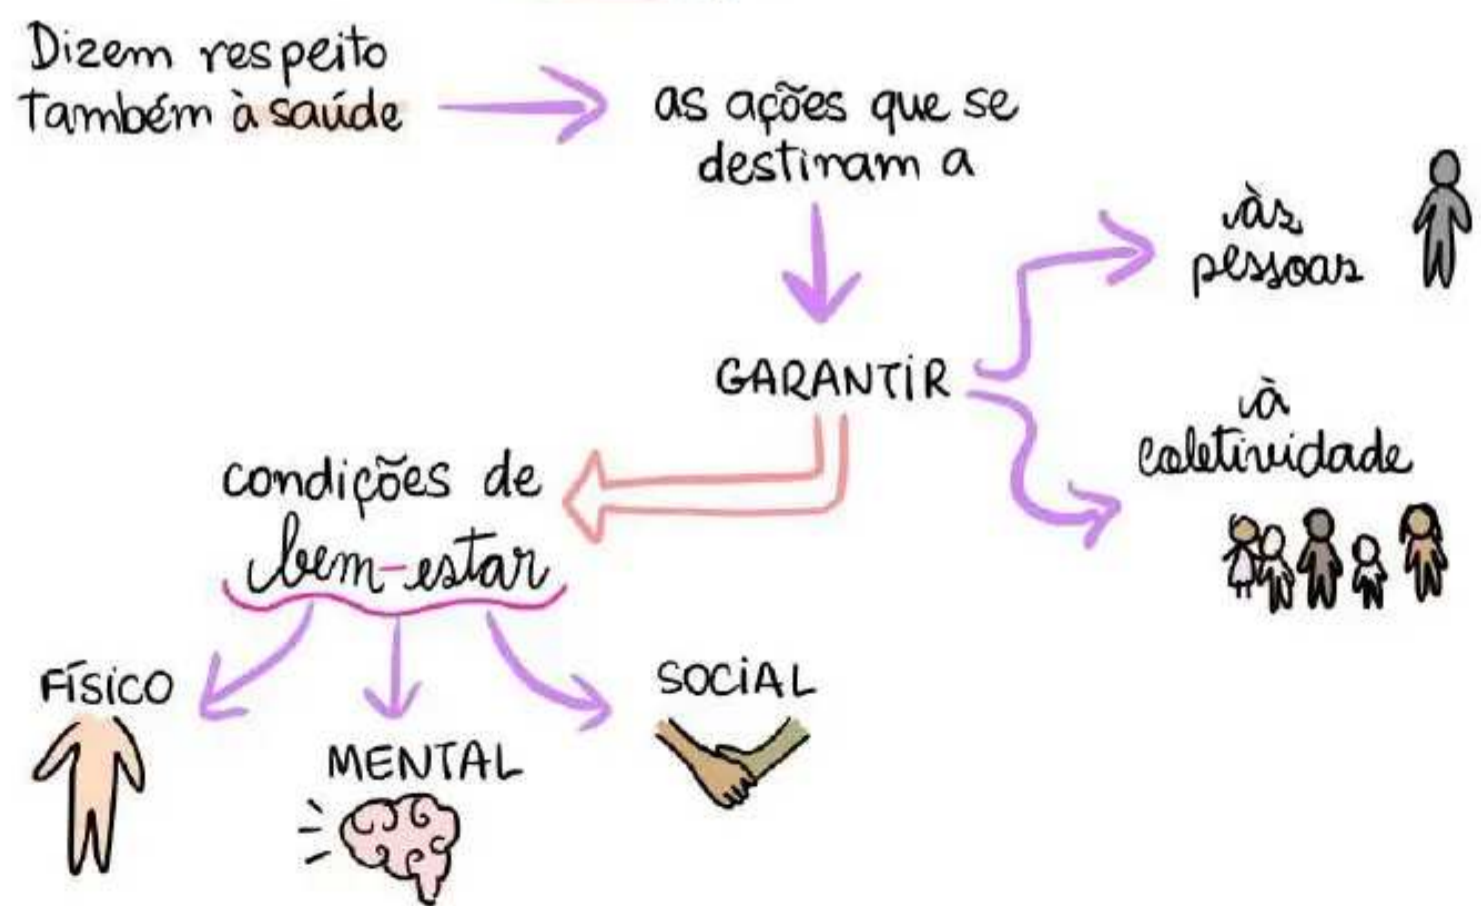 Dizem respeito
também à saúde
as ações que se
destinam a
às
pessoas
GARANTIR
à
coletividade
condições de
bem-estar
FÍSICO
SOCIAL
MENTAL